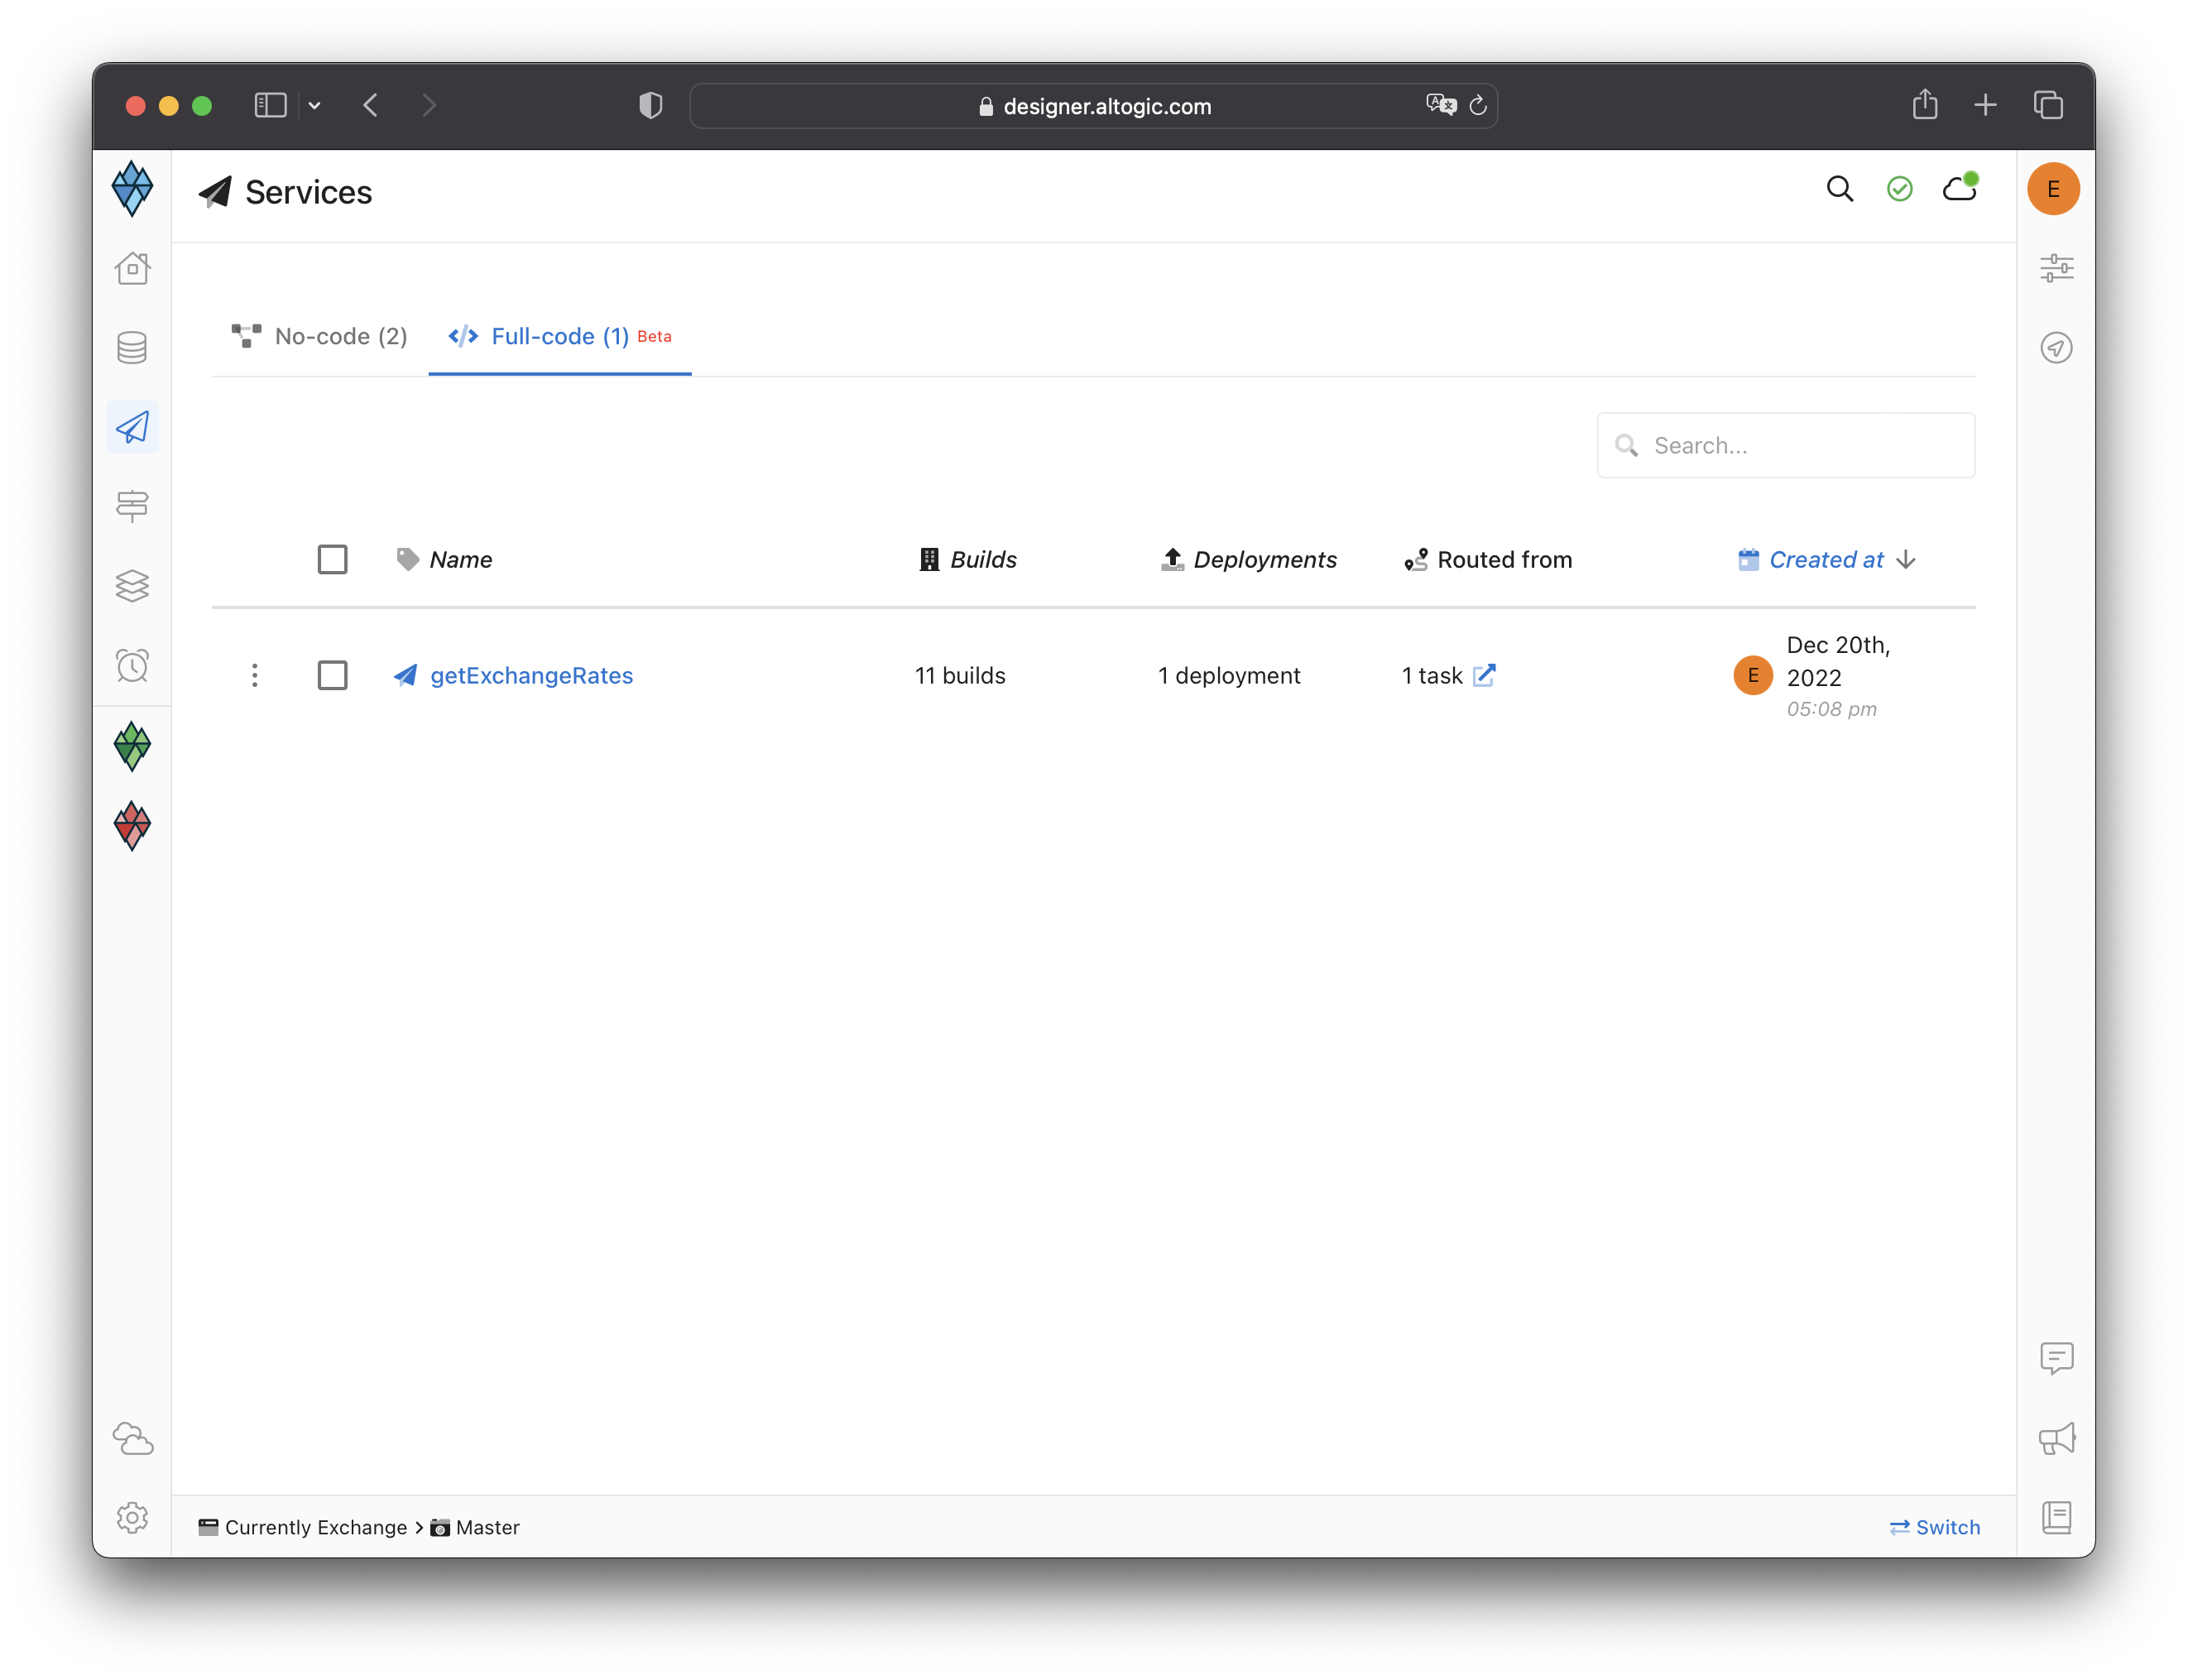 designer.altogic.com
Services
E
No-code (2)
Full-code (1) Beta
Search...
Name
Builds
Deployments
Routed from
Created at
getExchangeRates
11 builds
1 deployment
1 task
E
Dec 20th,
2022
05:08 pm
Currently Exchange
Master
Switch